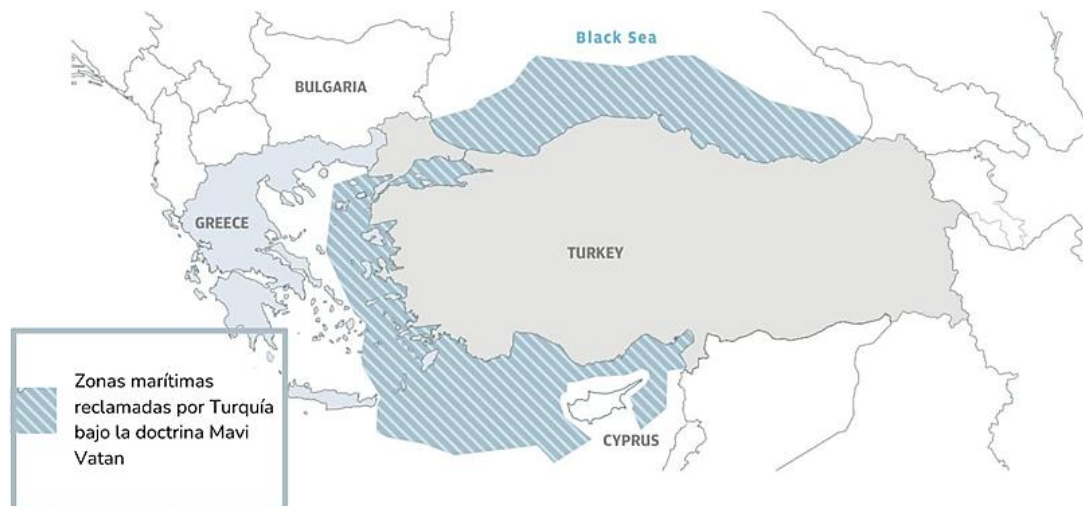 Black Sea
BULGARIA
GREECE
TURKEY
Zonas marítimas
reclamadas por Turquía
bajo la doctrina Mavi
Vatan
CYPRUS